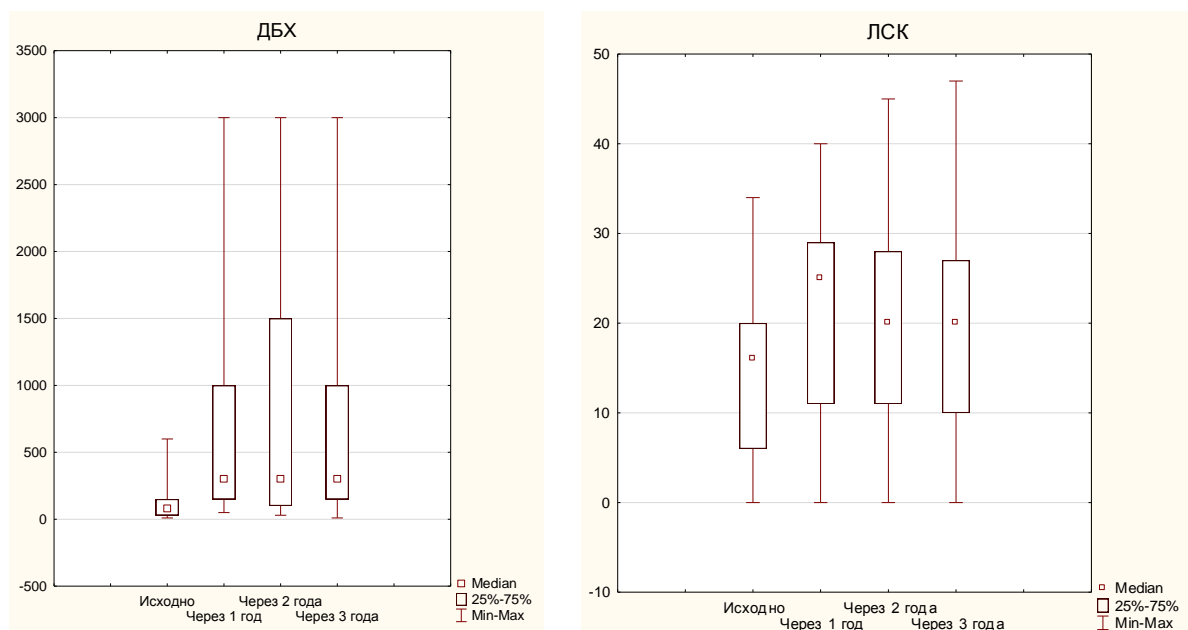 ДБХ
3500
3000
2500
2000
1500
1000
500
0
-500
Исходно
Через 2 года
Через 1 год
Через 3 года
Median
25%-75%
Min-Max
ЛСК
50
40
30
20
10
0
-10
Исходно
Через 2 года
Через 1 год
Через 3 года
Median
25%-75%
Min-Max